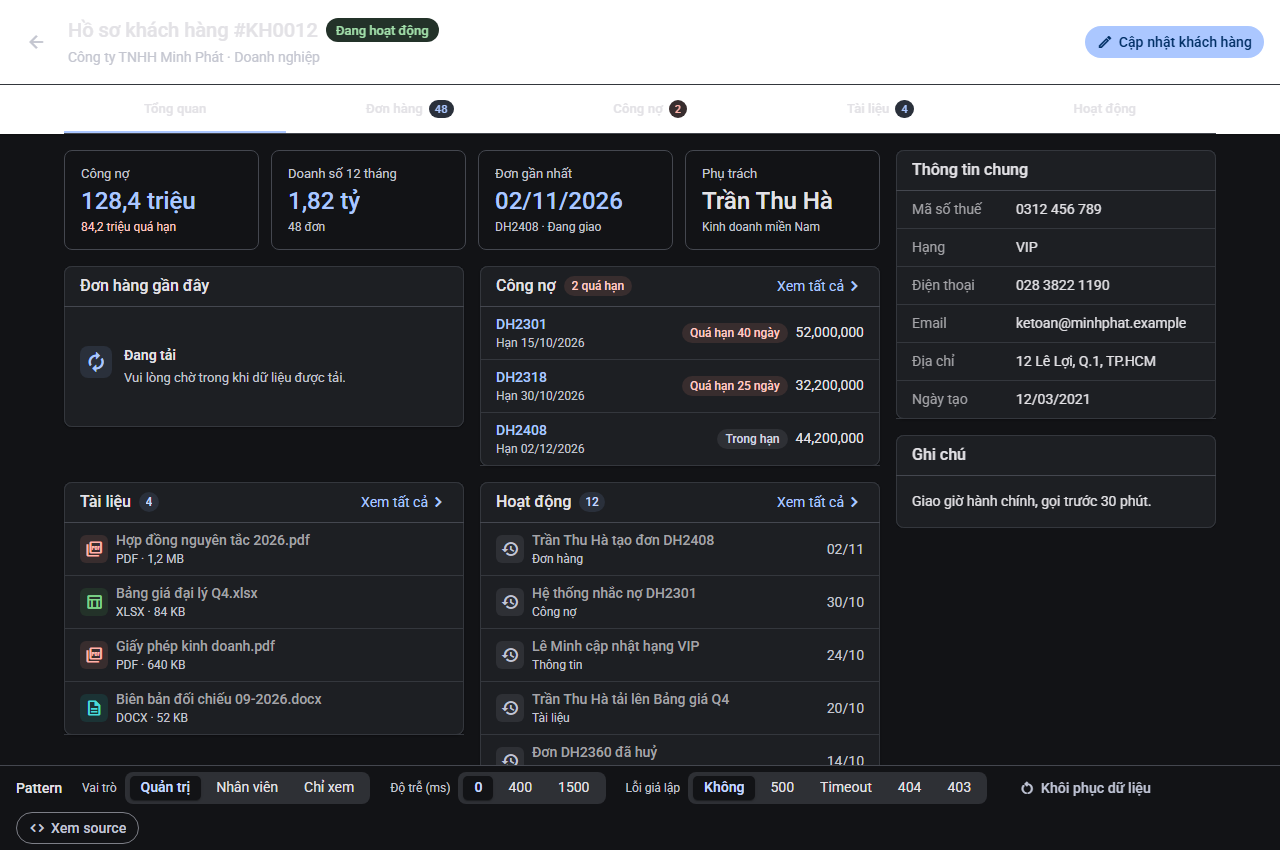 Hồ sơ khách hàng #KH0012 Đang hoạt động
Công ty TNHH Minh Phát · Doanh nghiệp
Cập nhật khách hàng
Tổng quan Đơn hàng 48 Công nợ 2 Tài liệu 4 Hoạt động
Công nợ
128,4 triệu
84,2 triệu quá hạn
Doanh số 12 tháng
1,82 tỷ
48 đơn
Đơn gần nhất
02/11/2026
DH2408 · Đang giao
Phụ trách
Trần Thu Hà
Kinh doanh miền Nam
Đơn hàng gần đây
Đang tải
Vui lòng chờ trong khi dữ liệu được tải.
Công nợ 2 quá hạn Xem tất cả
DH2301
Hạn 15/10/2026
Quá hạn 40 ngày 52,000,000
DH2318
Hạn 30/10/2026
Quá hạn 25 ngày 32,200,000
DH2408
Hạn 02/12/2026
Trong hạn 44,200,000
Tài liệu 4 Xem tất cả
Hợp đồng nguyên tắc 2026.pdf
PDF · 1,2 MB
Bảng giá đại lý Q4.xlsx
XLSX · 84 KB
Giấy phép kinh doanh.pdf
PDF · 640 KB
Biên bản đối chiếu 09-2026.docx
DOCX · 52 KB
Hoạt động 12 Xem tất cả
Trần Thu Hà tạo đơn DH2408
Đơn hàng
02/11
Hệ thống nhắc nợ DH2301
Công nợ
30/10
Lê Minh cập nhật hạng VIP
Thông tin
24/10
Trần Thu Hà tải lên Bảng giá Q4
Tài liệu
20/10
Đơn DH2360 đã huỷ
14/10
Thông tin chung
Mã số thuế 0312 456 789
Hạng VIP
Điện thoại 028 3822 1190
Email ketoan@minhphat.example
Địa chỉ 12 Lê Lợi, Q.1, TP.HCM
Ngày tạo 12/03/2021
Ghi chú
Giao giờ hành chính, gọi trước 30 phút.
Pattern Vai trò Quản trị Nhân viên Chỉ xem Độ trễ (ms) 0 400 1500 Lỗi giả lập Không 500 Timeout 404 403 Khôi phục dữ liệu
Xem source